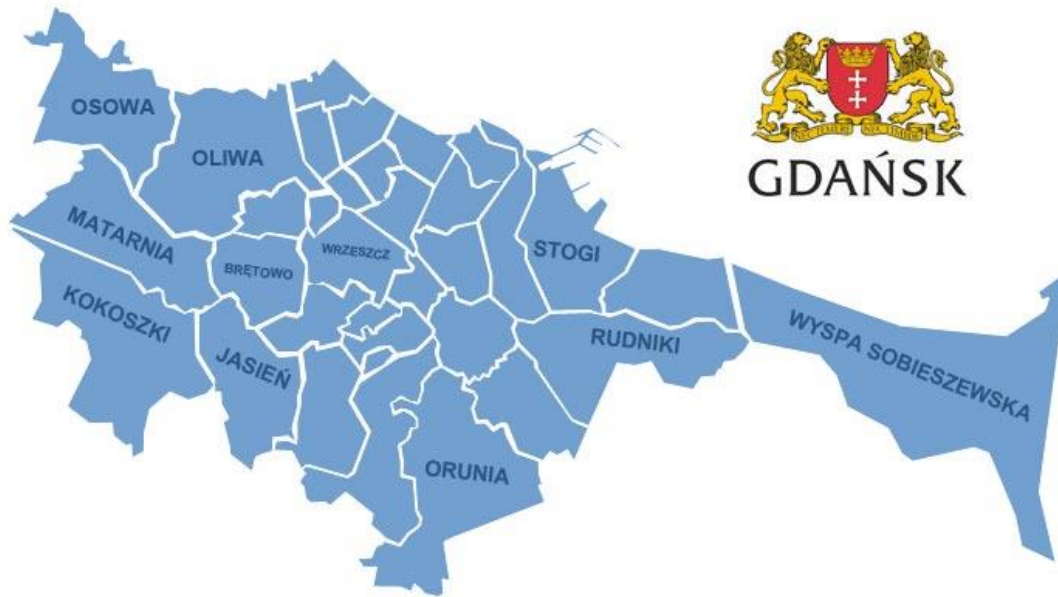 OSOWA
OLIWA
GDAŃSK
MATARNIA
BRĘTOWO
WRZESZCZ
STOGI
KOKOSZKI
JASIEŃ
RUDNIKI
WYSPA SOBIESZEWSKA
ORUNIA